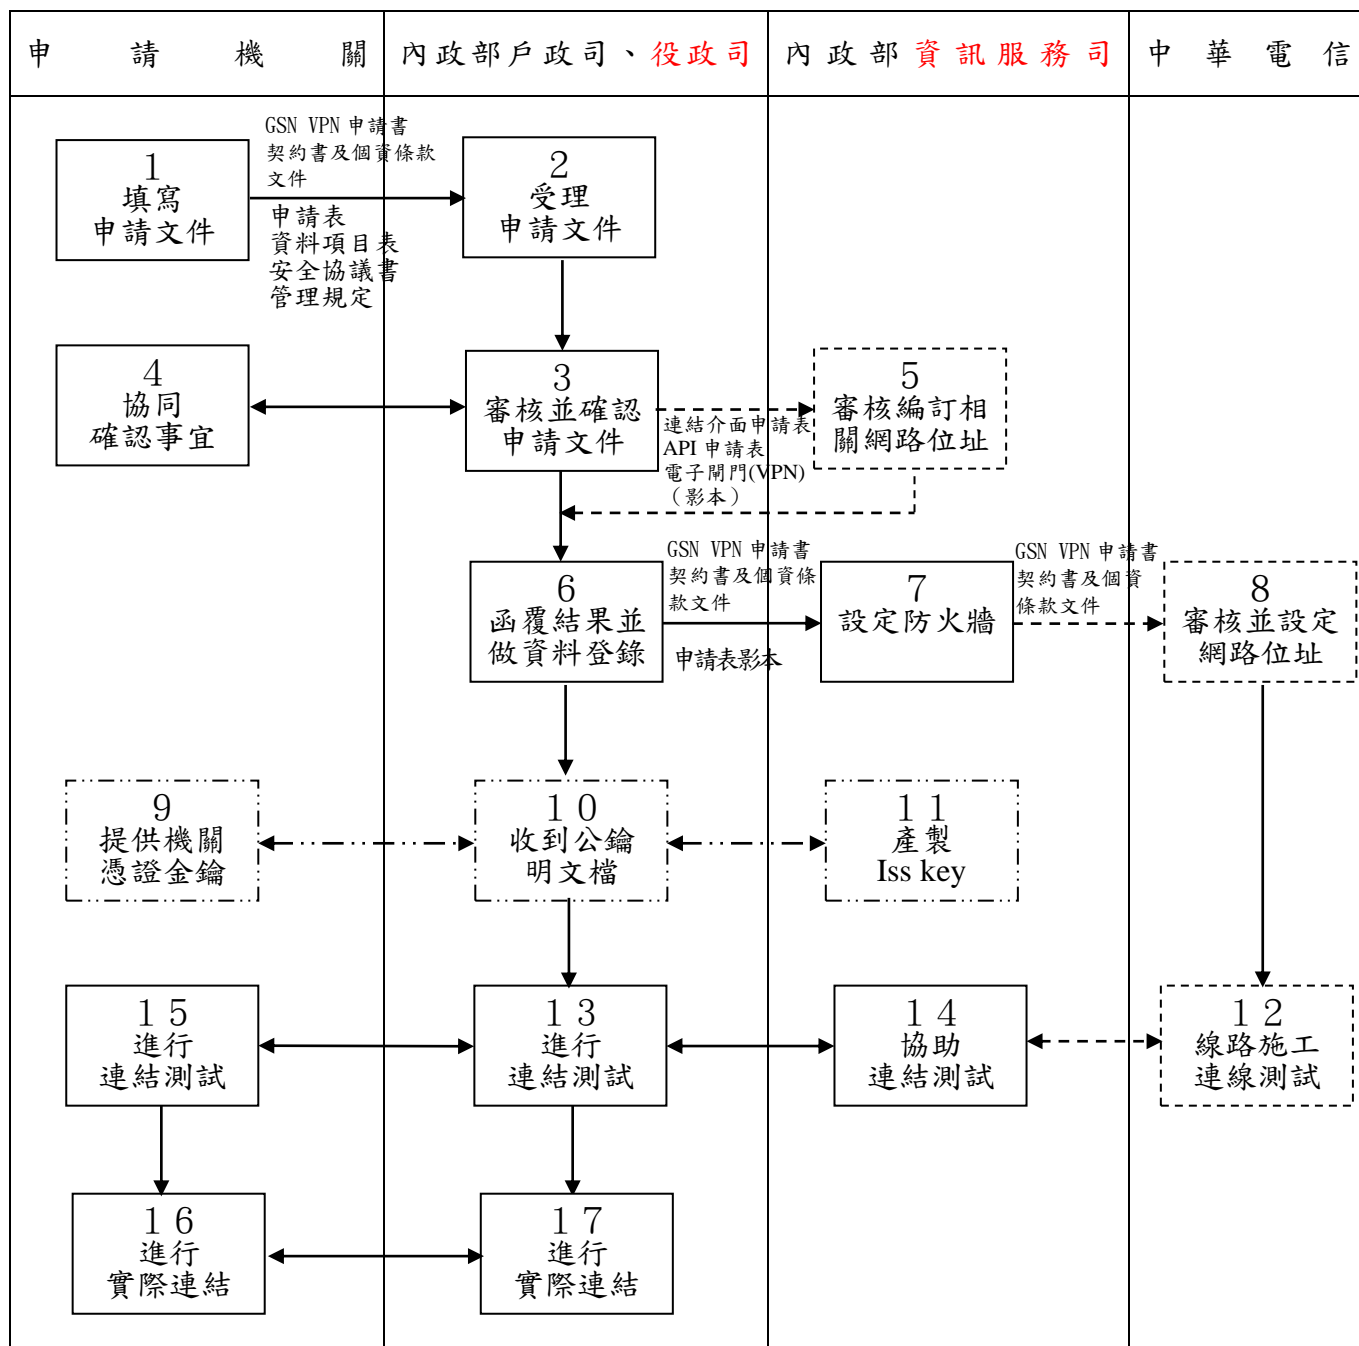 申請機關
內政部戶政司、役政司
內政部資訊服務司
中華電信
GSN VPN 申請書
契約書及個資條款
文件
1
填寫
申請文件
申請表
資料項目表
安全協議書
管理規定
2
受理
申請文件
4
協同
確認事宜
3
審核並確認
申請文件
連結介面申請表
API 申請表
電子閘門(VPN)
（影本）
5
審核編訂相
關網路位址
6
函覆結果並
做資料登錄
GSN VPN 申請書
契約書及個資條
款文件
申請表影本
7
設定防火牆
GSN VPN 申請書
契約書及個資
條款文件
8
審核並設定
網路位址
9
提供機關
憑證金鑰
10
收到公鑰
明文檔
11
產製
Iss key
15
進行
連結測試
13
進行
連結測試
14
協助
連結測試
12
線路施工
連線測試
16
進行
實際連結
17
進行
實際連結